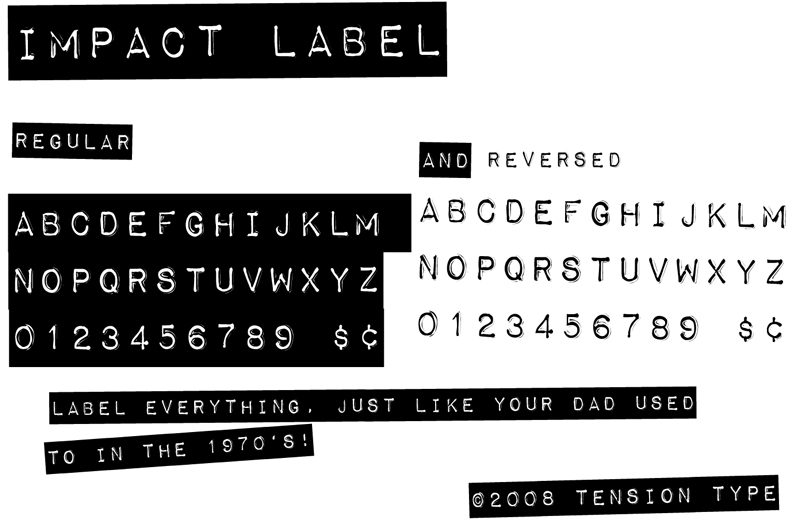 IMPACT LABEL
REGULAR
AND REVERSED
ABCDEFGHIJKLM
NOPQRSTUVWXYZ
0123456789 $¢
ABCDEFGHIJKLM
NOPQRSTUVWXYZ
0123456789 $¢
LABEL EVERYTHING, JUST LIKE YOUR DAD USED
TO IN THE 1970'S!
©2008 TENSION TYPE